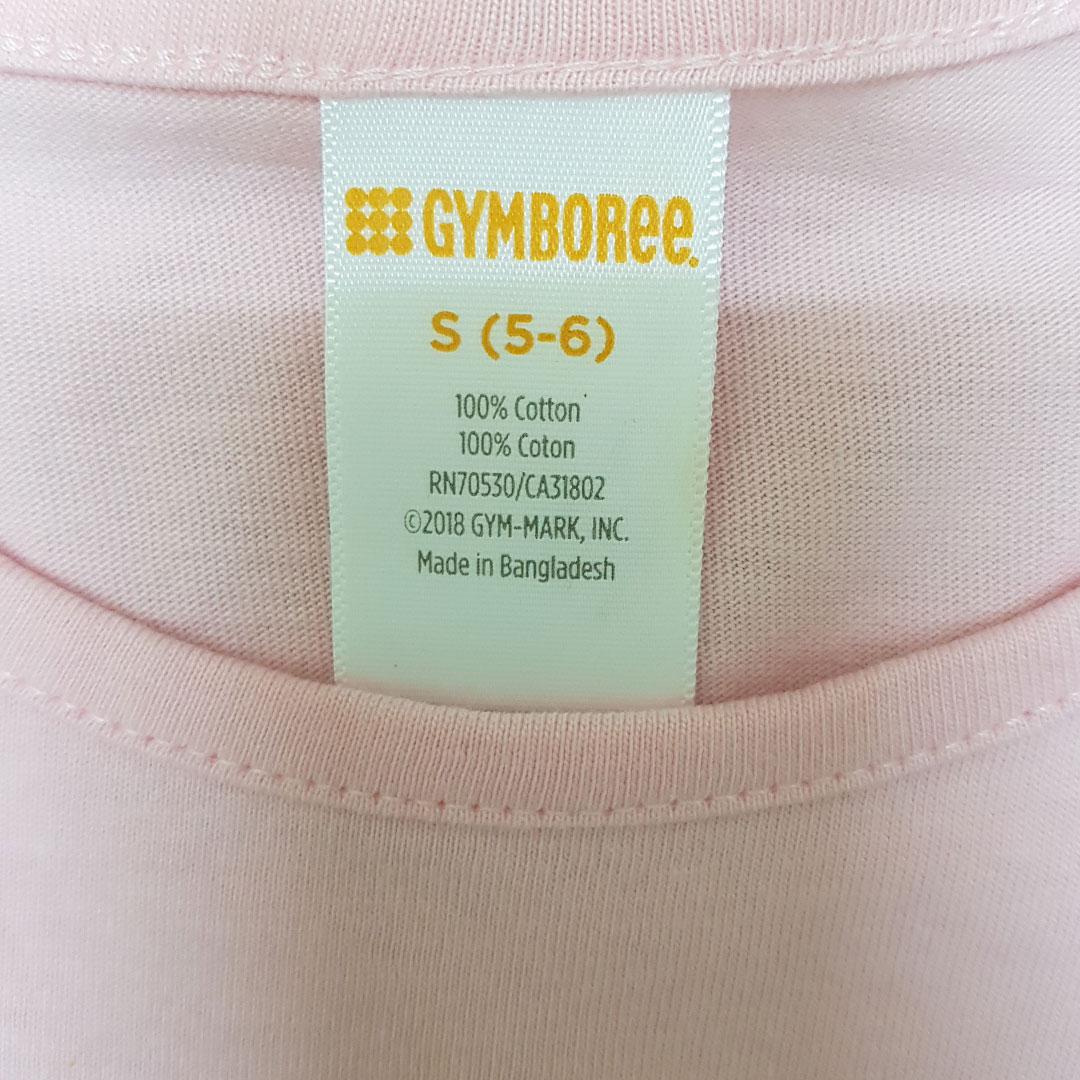 GYMBOREE.
S (5-6)
100% Cotton
100% Coton
RN70530/CA31802
©2018 GYM-MARK, INC.
Made in Bangladesh